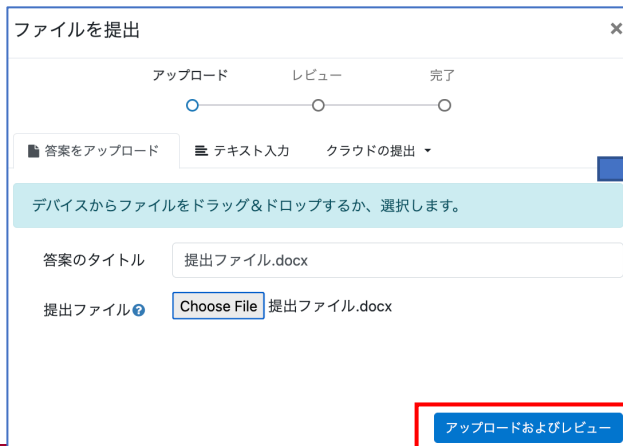 ファイルを提出 ×
アップロード レビュー 完了
答案をアップロード テキスト入力 クラウドの提出
デバイスからファイルをドラッグ＆ドロップするか、選択します。
答案のタイトル 提出ファイル.docx
提出ファイル ? Choose File 提出ファイル.docx
アップロードおよびレビュー